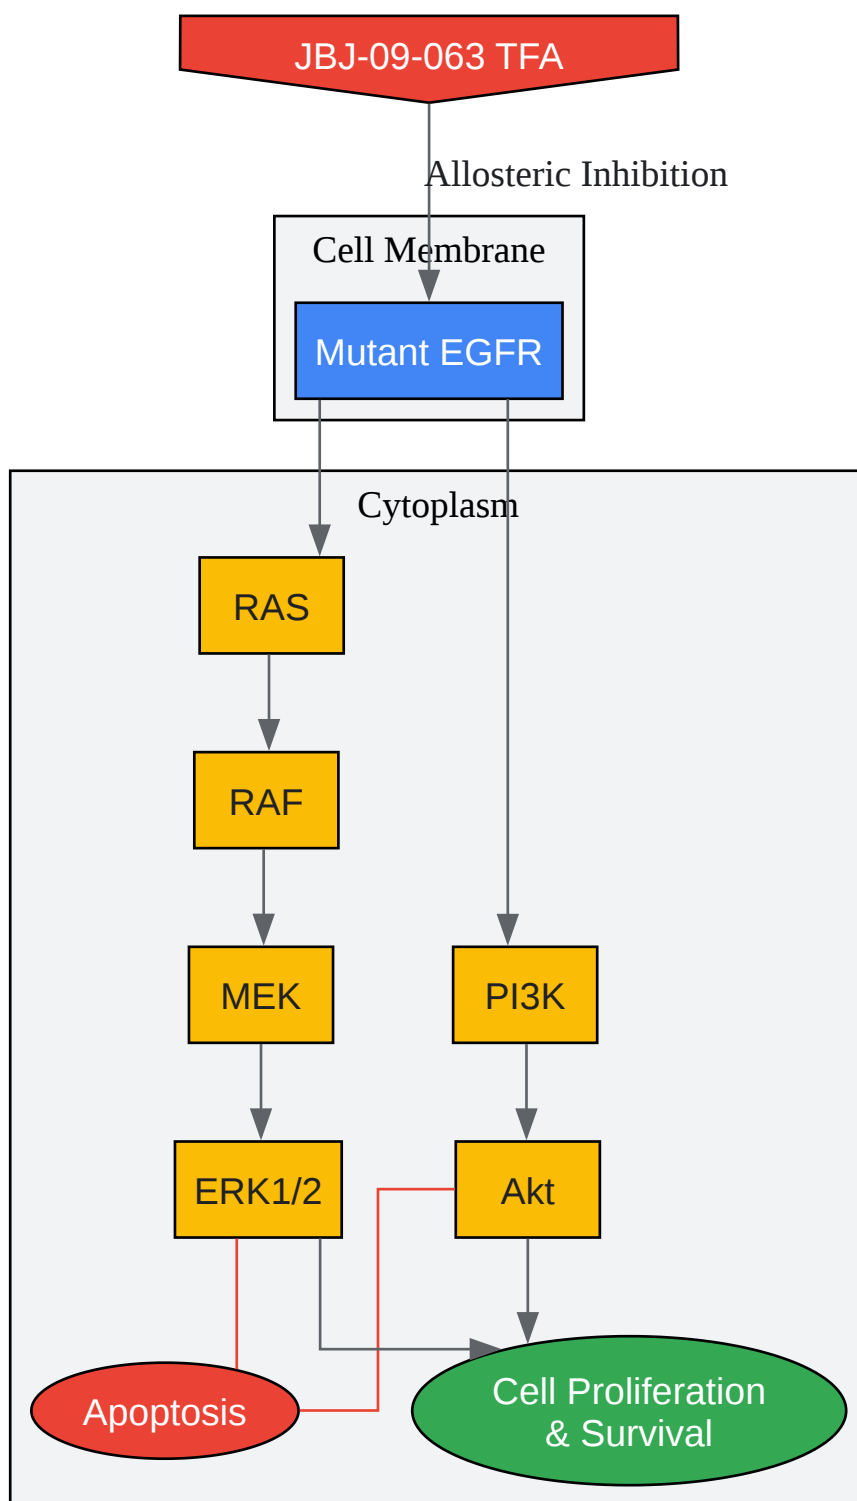 JBJ-09-063 TFA
Allosteric Inhibition
Cell Membrane
Mutant EGFR
Cytoplasm
RAS
RAF
MEK
PI3K
ERK1/2
Akt
Apoptosis
Cell Proliferation
& Survival